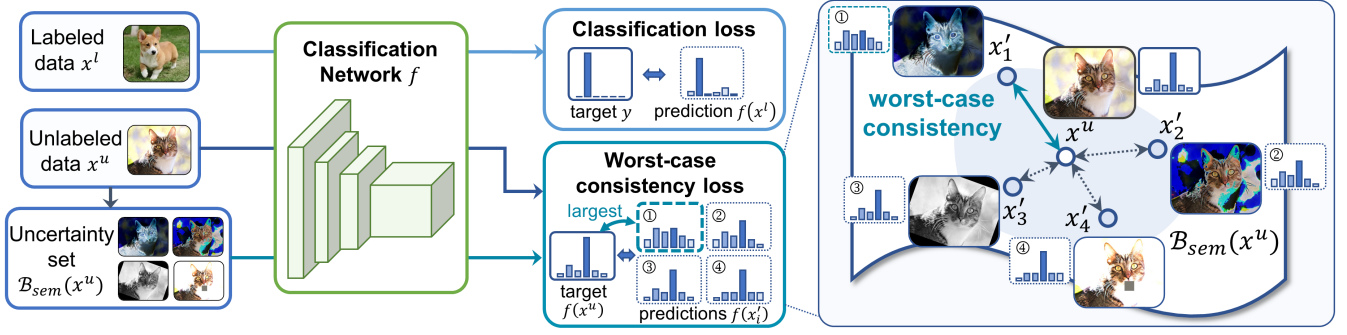 Labeled
data x^l
Unlabeled
data x^u
Uncertainty
set
ℬ_sem(x^u)
Classification
Network f
Classification loss
target y
prediction f(x^l)
Worst-case
consistency loss
largest
①
②
③
④
target
f(x^u)
predictions f(x'_i)
①
x'_1
worst-case
consistency
x^u
x'_2
②
③
x'_3
x'_4
ℬ_sem(x^u)
④